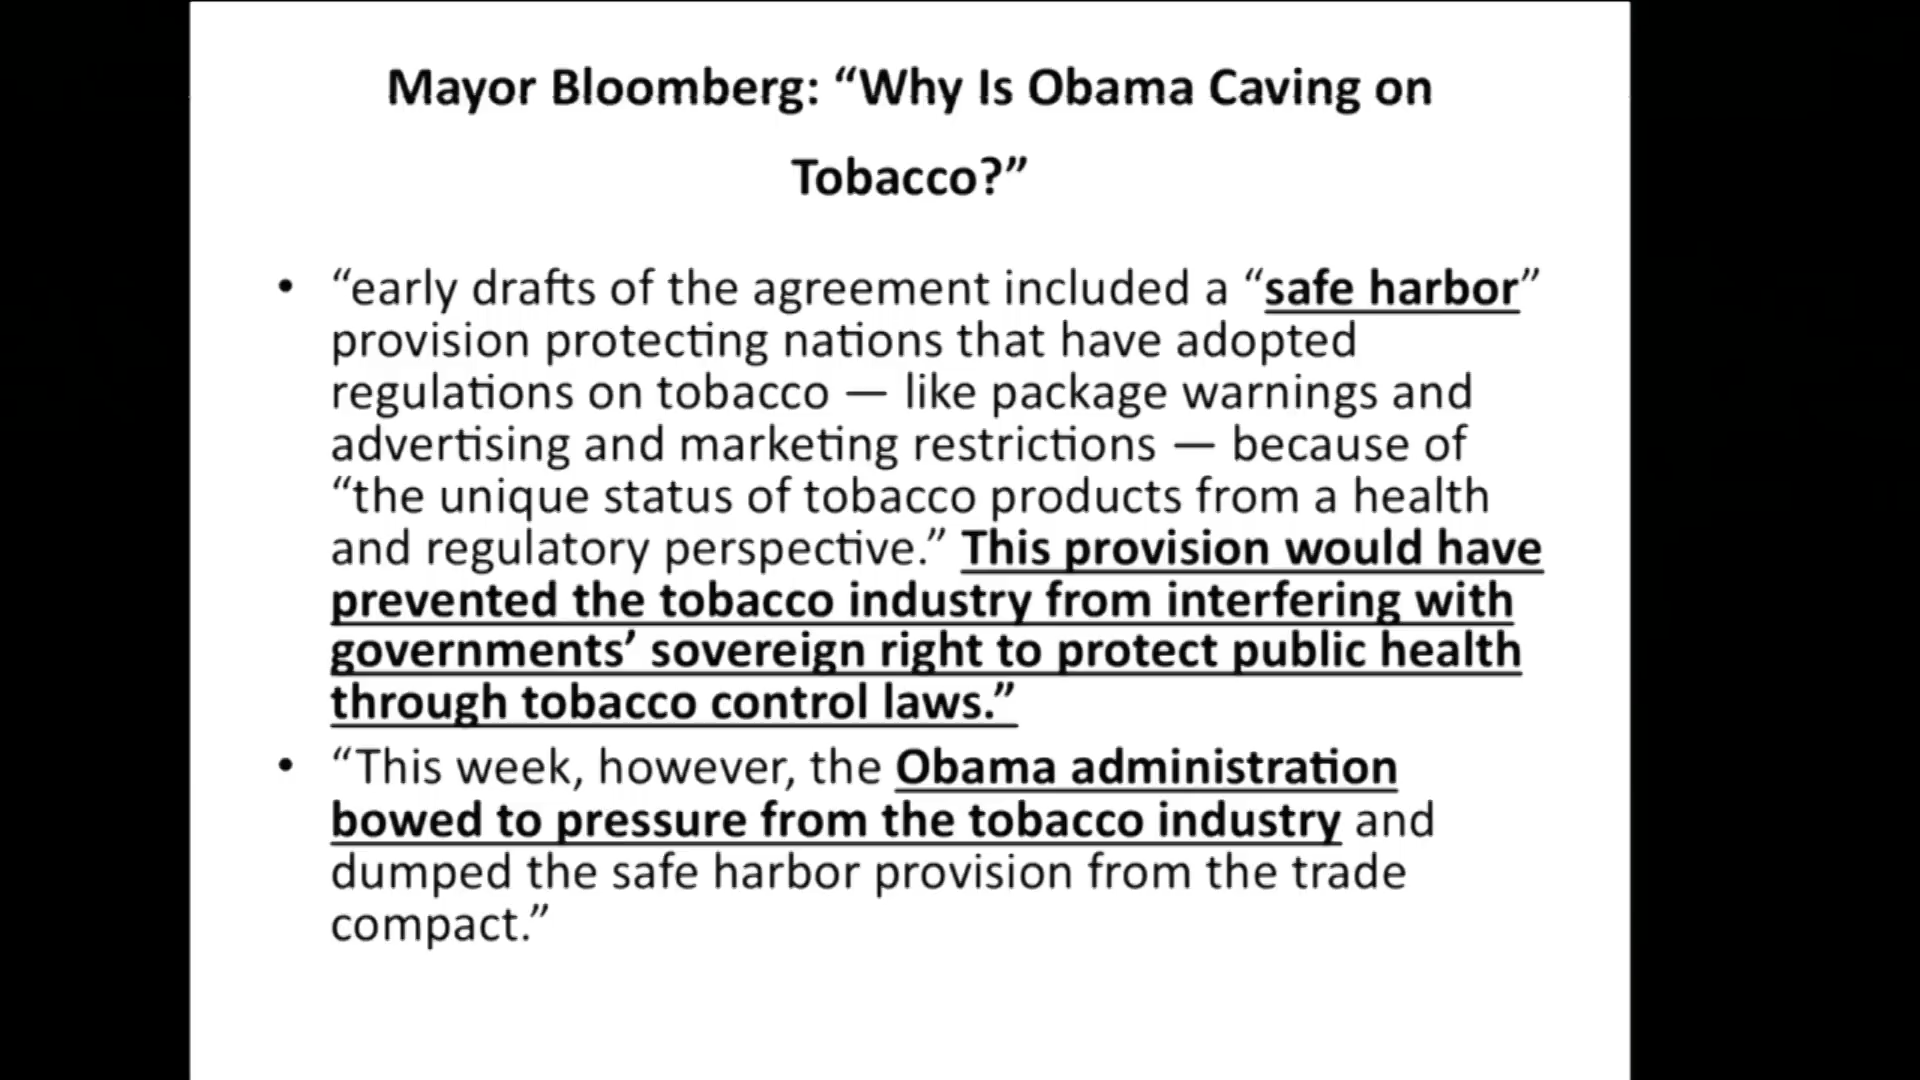 Mayor Bloomberg: “Why Is Obama Caving on
Tobacco?”
• “early drafts of the agreement included a “safe harbor”
provision protecting nations that have adopted
regulations on tobacco — like package warnings and
advertising and marketing restrictions — because of
“the unique status of tobacco products from a health
and regulatory perspective.” This provision would have
prevented the tobacco industry from interfering with
governments’ sovereign right to protect public health
through tobacco control laws.”
• “This week, however, the Obama administration
bowed to pressure from the tobacco industry and
dumped the safe harbor provision from the trade
compact.”